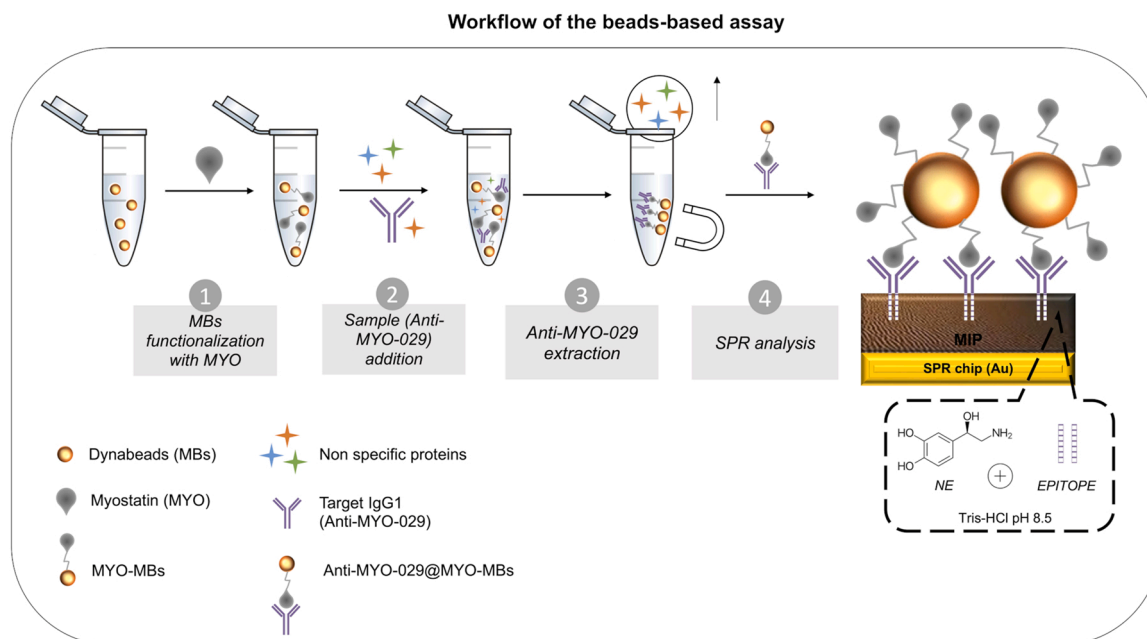 Workflow of the beads-based assay
1
MBs
functionalization
with MYO
2
Sample (Anti-
MYO-029)
addition
3
Anti-MYO-029
extraction
4
SPR analysis
MIP
SPR chip (Au)
OH
HO
NH2
HO
NE
+
EPITOPE
Tris-HCl pH 8.5
Dynabeads (MBs)
Myostatin (MYO)
MYO-MBs
Non specific proteins
Target IgG1
(Anti-MYO-029)
Anti-MYO-029@MYO-MBs